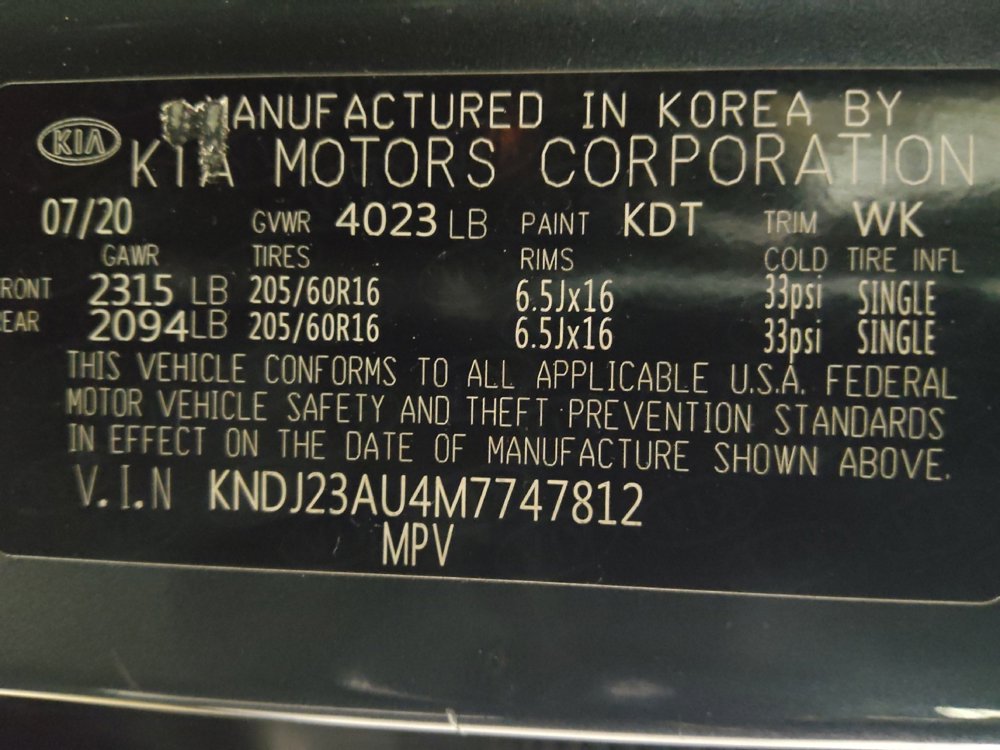 MANUFACTURED IN KOREA BY
KIA KIA MOTORS CORPORATION
07/20 GVWR 4023 LB PAINT KDT TRIM WK
GAWR TIRES RIMS COLD TIRE INFL
RONT 2315 LB 205/60R16 6.5Jx16 33psi SINGLE
EAR 2094LB 205/60R16 6.5Jx16 33psi SINGLE
THIS VEHICLE CONFORMS TO ALL APPLICABLE U.S.A. FEDERAL
MOTOR VEHICLE SAFETY AND THEFT PREVENTION STANDARDS
IN EFFECT ON THE DATE OF MANUFACTURE SHOWN ABOVE.
V.I.N KNDJ23AU4M7747812
MPV